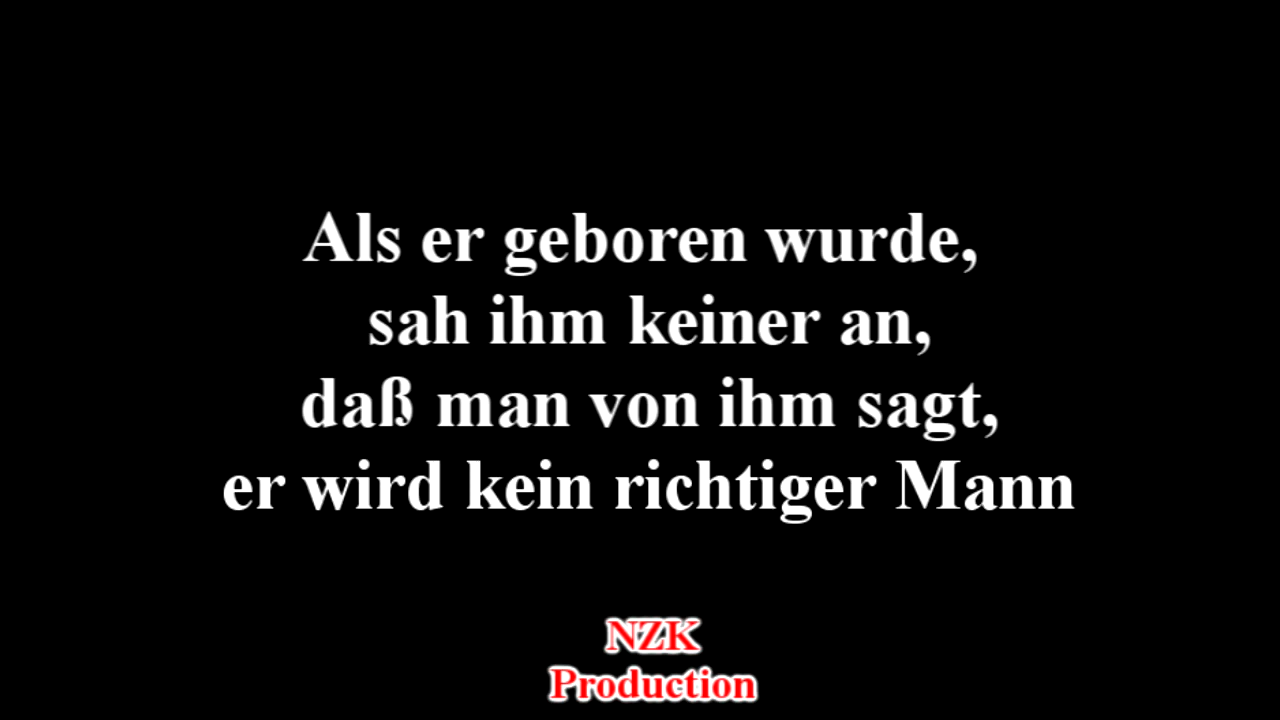 Als er geboren wurde,
sah ihm keiner an,
daß man von ihm sagt,
er wird kein richtiger Mann
NZK
Production